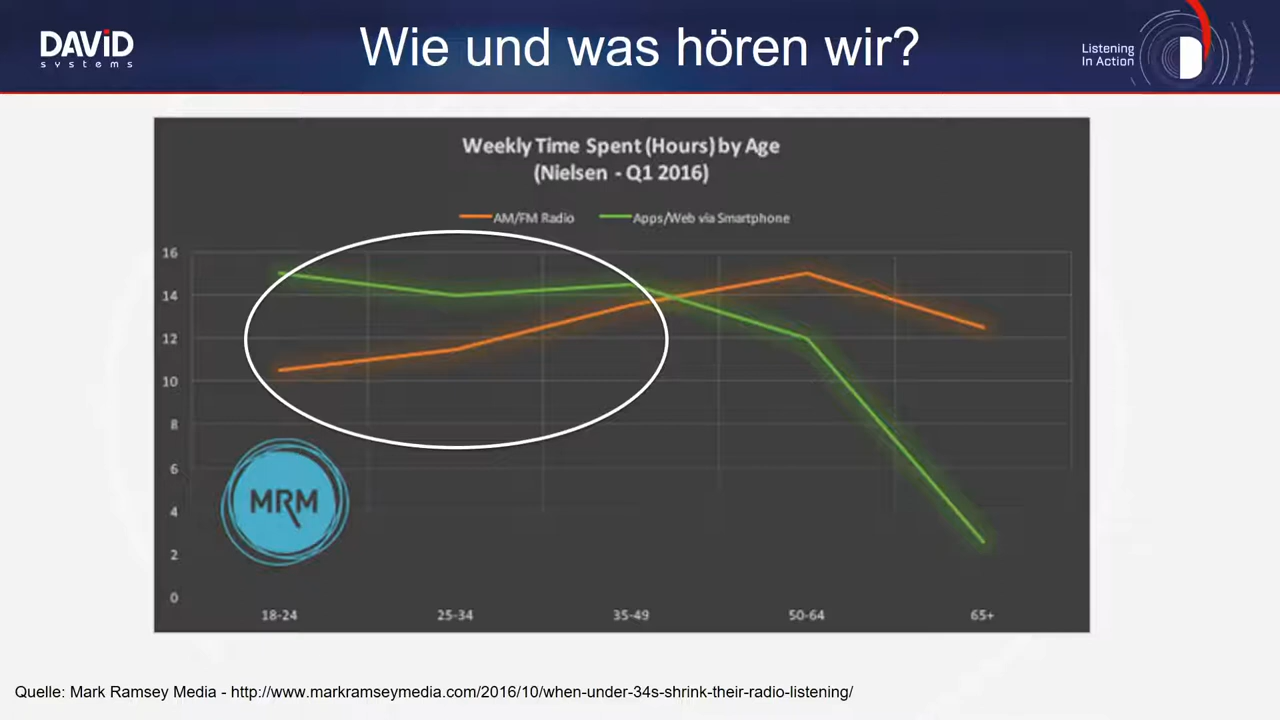 DAVID
systems
Wie und was hören wir?
Listening
In Action
Weekly Time Spent (Hours) by Age
(Nielsen - Q1 2016)
AM/FM Radio
Apps/Web via Smartphone
16
14
12
10
8
6
4
2
0
MRM
18-24
25-34
35-49
50-64
65+
Quelle: Mark Ramsey Media - http://www.markramseymedia.com/2016/10/when-under-34s-shrink-their-radio-listening/